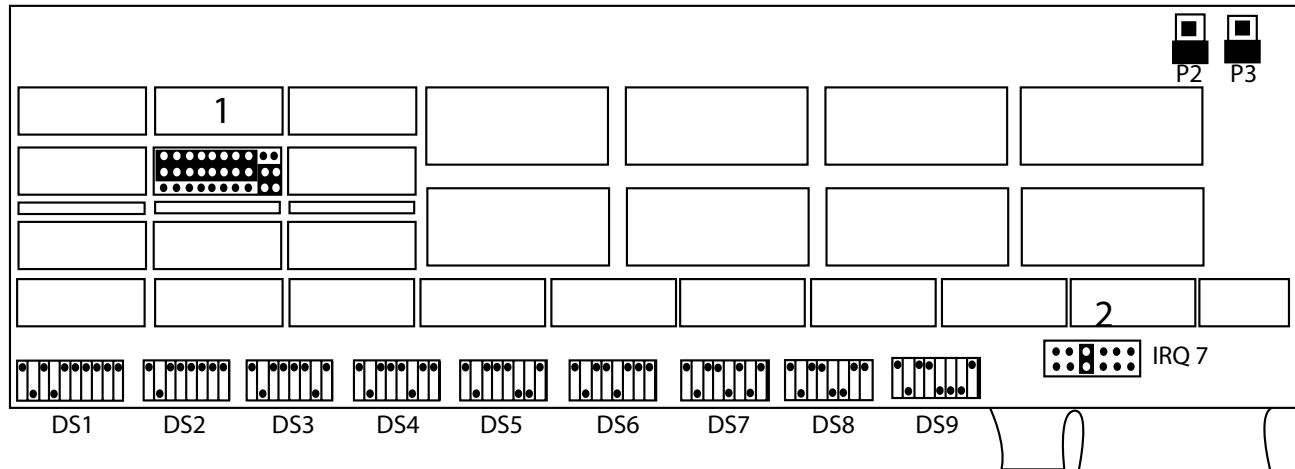 P2 P3
1
2
IRQ 7
DS1 DS2 DS3 DS4 DS5 DS6 DS7 DS8 DS9